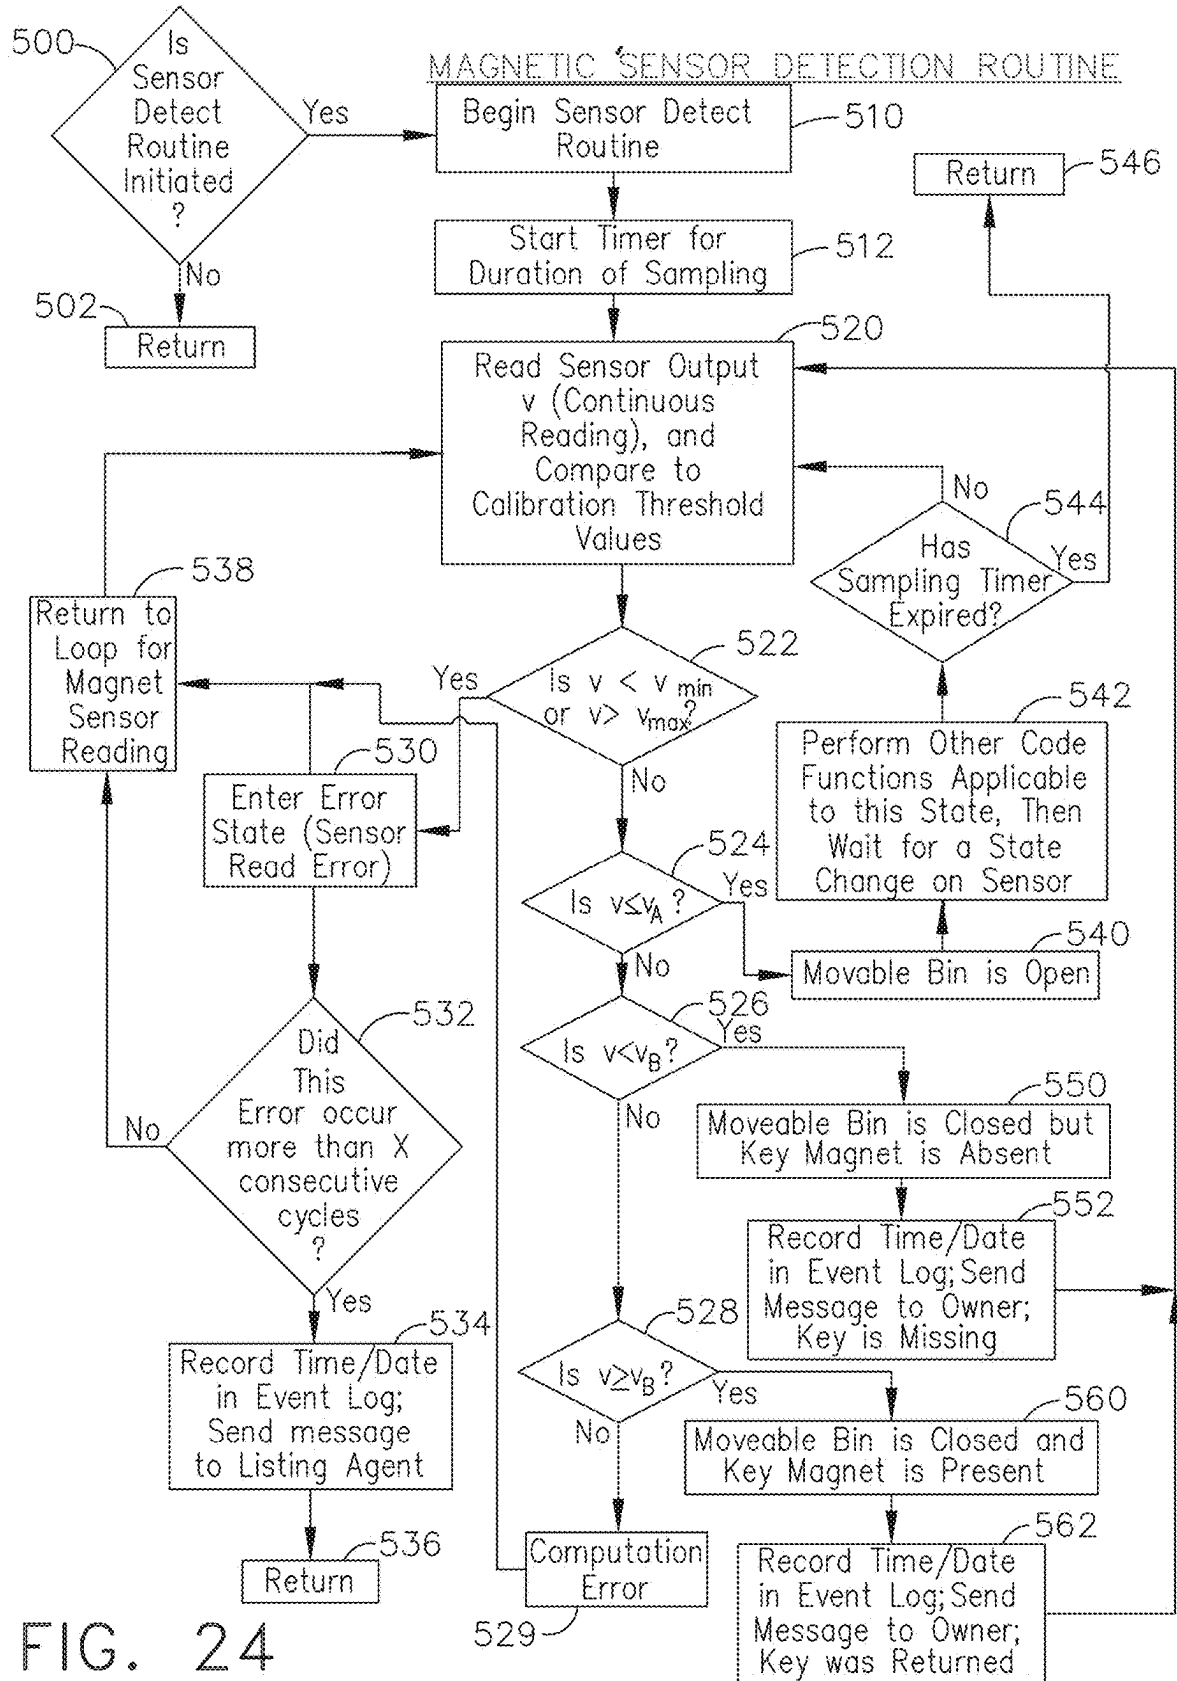 MAGNETIC SENSOR DETECTION ROUTINE
500
Is
Sensor
Detect
Routine
Initiated
?
Yes
No
502
Return
Begin Sensor Detect
Routine
510
Start Timer for
Duration of Sampling
512
Return
546
520
Read Sensor Output
v (Continuous
Reading), and
Compare to
Calibration Threshold
Values
No
544
Has
Sampling Timer
Expired?
Yes
538
Return to
Loop for
Magnet
Sensor
Reading
522
Is v < vmin
or v> vmax?
Yes
No
542
Perform Other Code
Functions Applicable
to this State, Then
Wait for a State
Change on Sensor
530
Enter Error
State (Sensor
Read Error)
524
Is v≤vA ?
Yes
No
540
Movable Bin is Open
526
Is v<vB?
Yes
No
532
Did
This
Error occur
more than X
consecutive
cycles
?
No
Yes
550
Moveable Bin is Closed but
Key Magnet is Absent
552
Record Time/Date
in Event Log;Send
Message to Owner;
Key is Missing
534
Record Time/Date
in Event Log;
Send message
to Listing Agent
528
Is v≥vB?
Yes
No
560
Moveable Bin is Closed and
Key Magnet is Present
536
Return
Computation
Error
529
562
Record Time/Date
in Event Log;Send
Message to Owner;
Key was Returned
FIG. 24